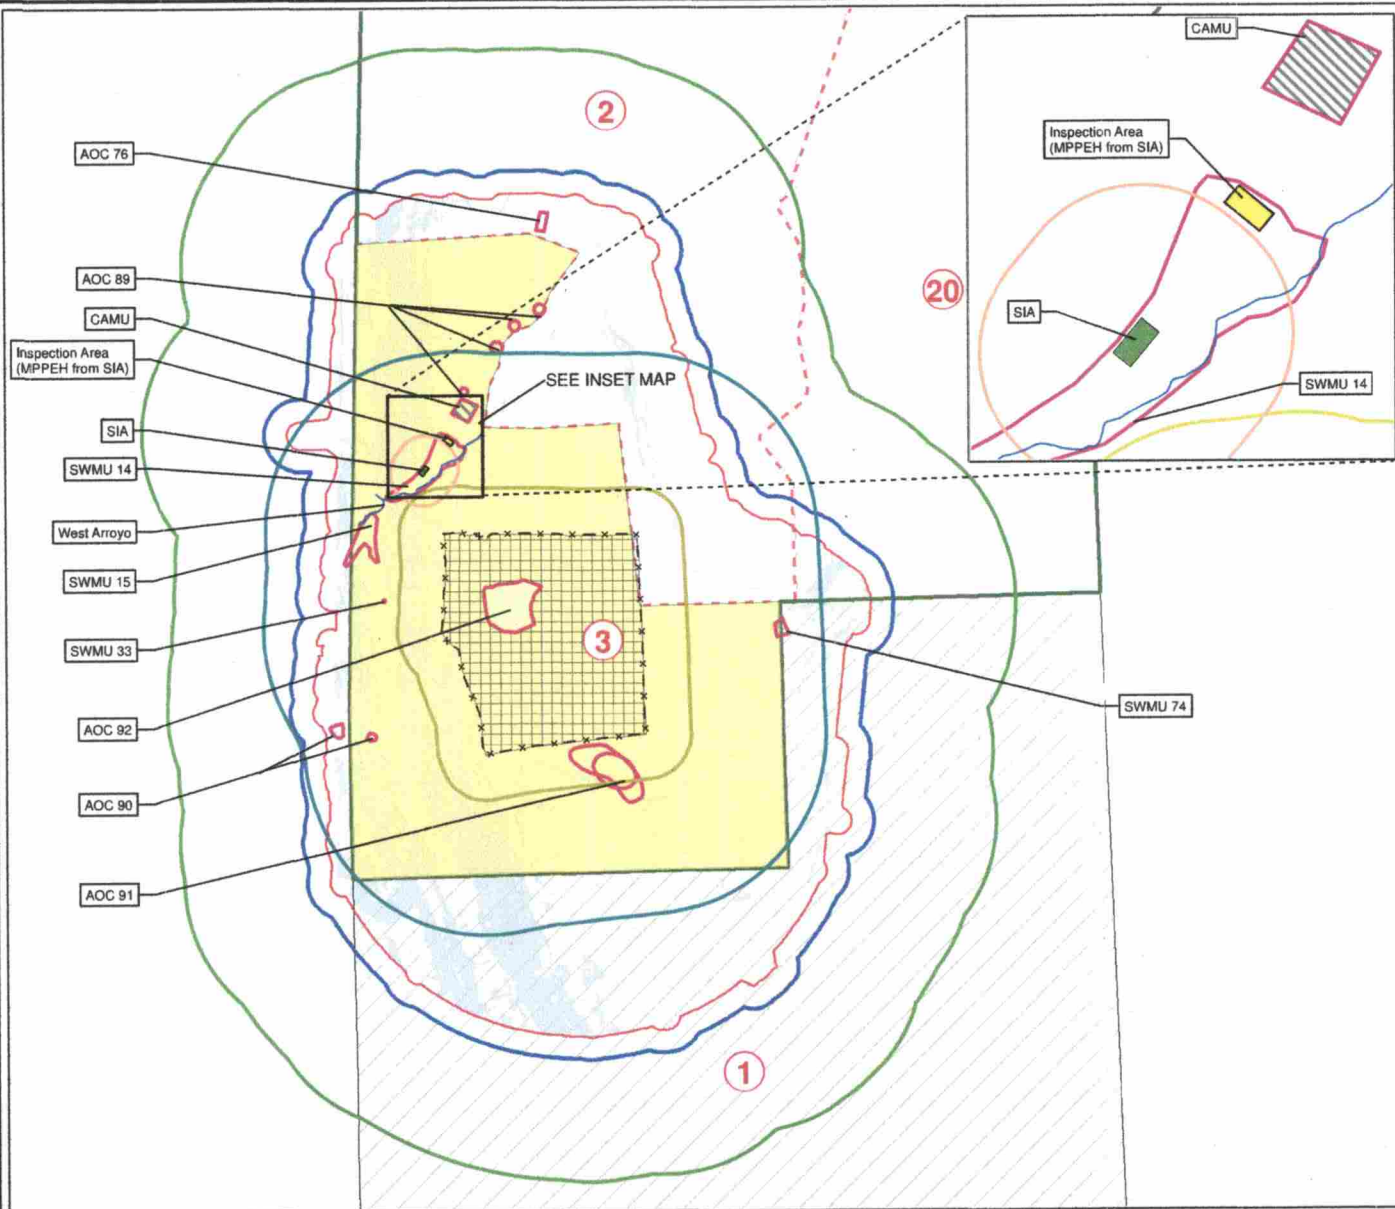 CAMU
2
AOC 76
Inspection Area
(MPPEH from SIA)
AOC 89
20
CAMU
SIA
Inspection Area
(MPPEH from SIA)
SEE INSET MAP
SWMU 14
SIA
SWMU 14
West Arroyo
SWMU 15
3
SWMU 33
SWMU 74
AOC 92
AOC 90
AOC 91
1